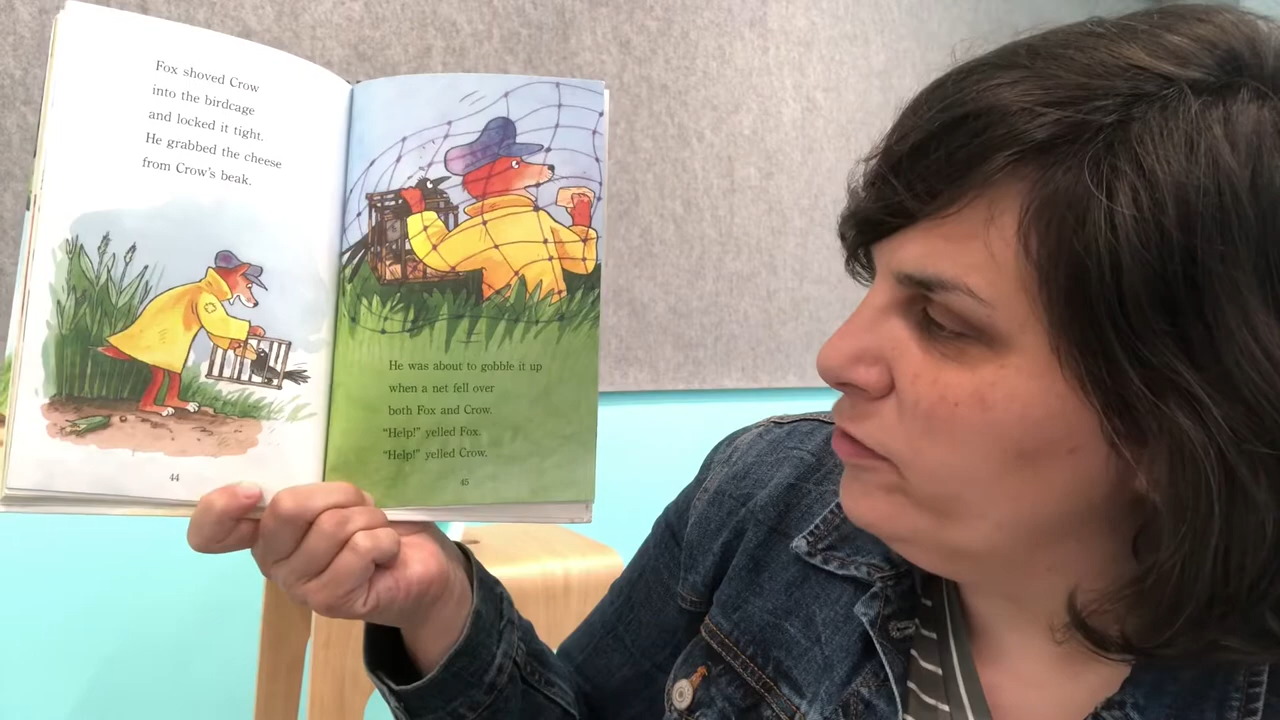 Fox shoved Crow
into the birdcage
and locked it tight.
He grabbed the cheese
from Crow's beak.
44
He was about to gobble it up
when a net fell over
both Fox and Crow.
"Help!" yelled Fox.
"Help!" yelled Crow.
45